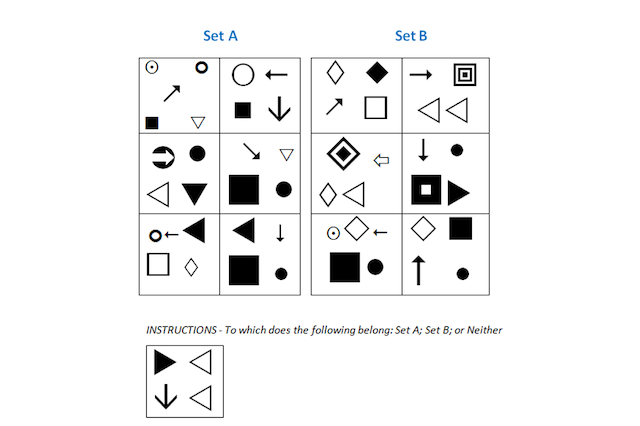 Set A
Set B
INSTRUCTIONS - To which does the following belong: Set A; Set B; or Neither